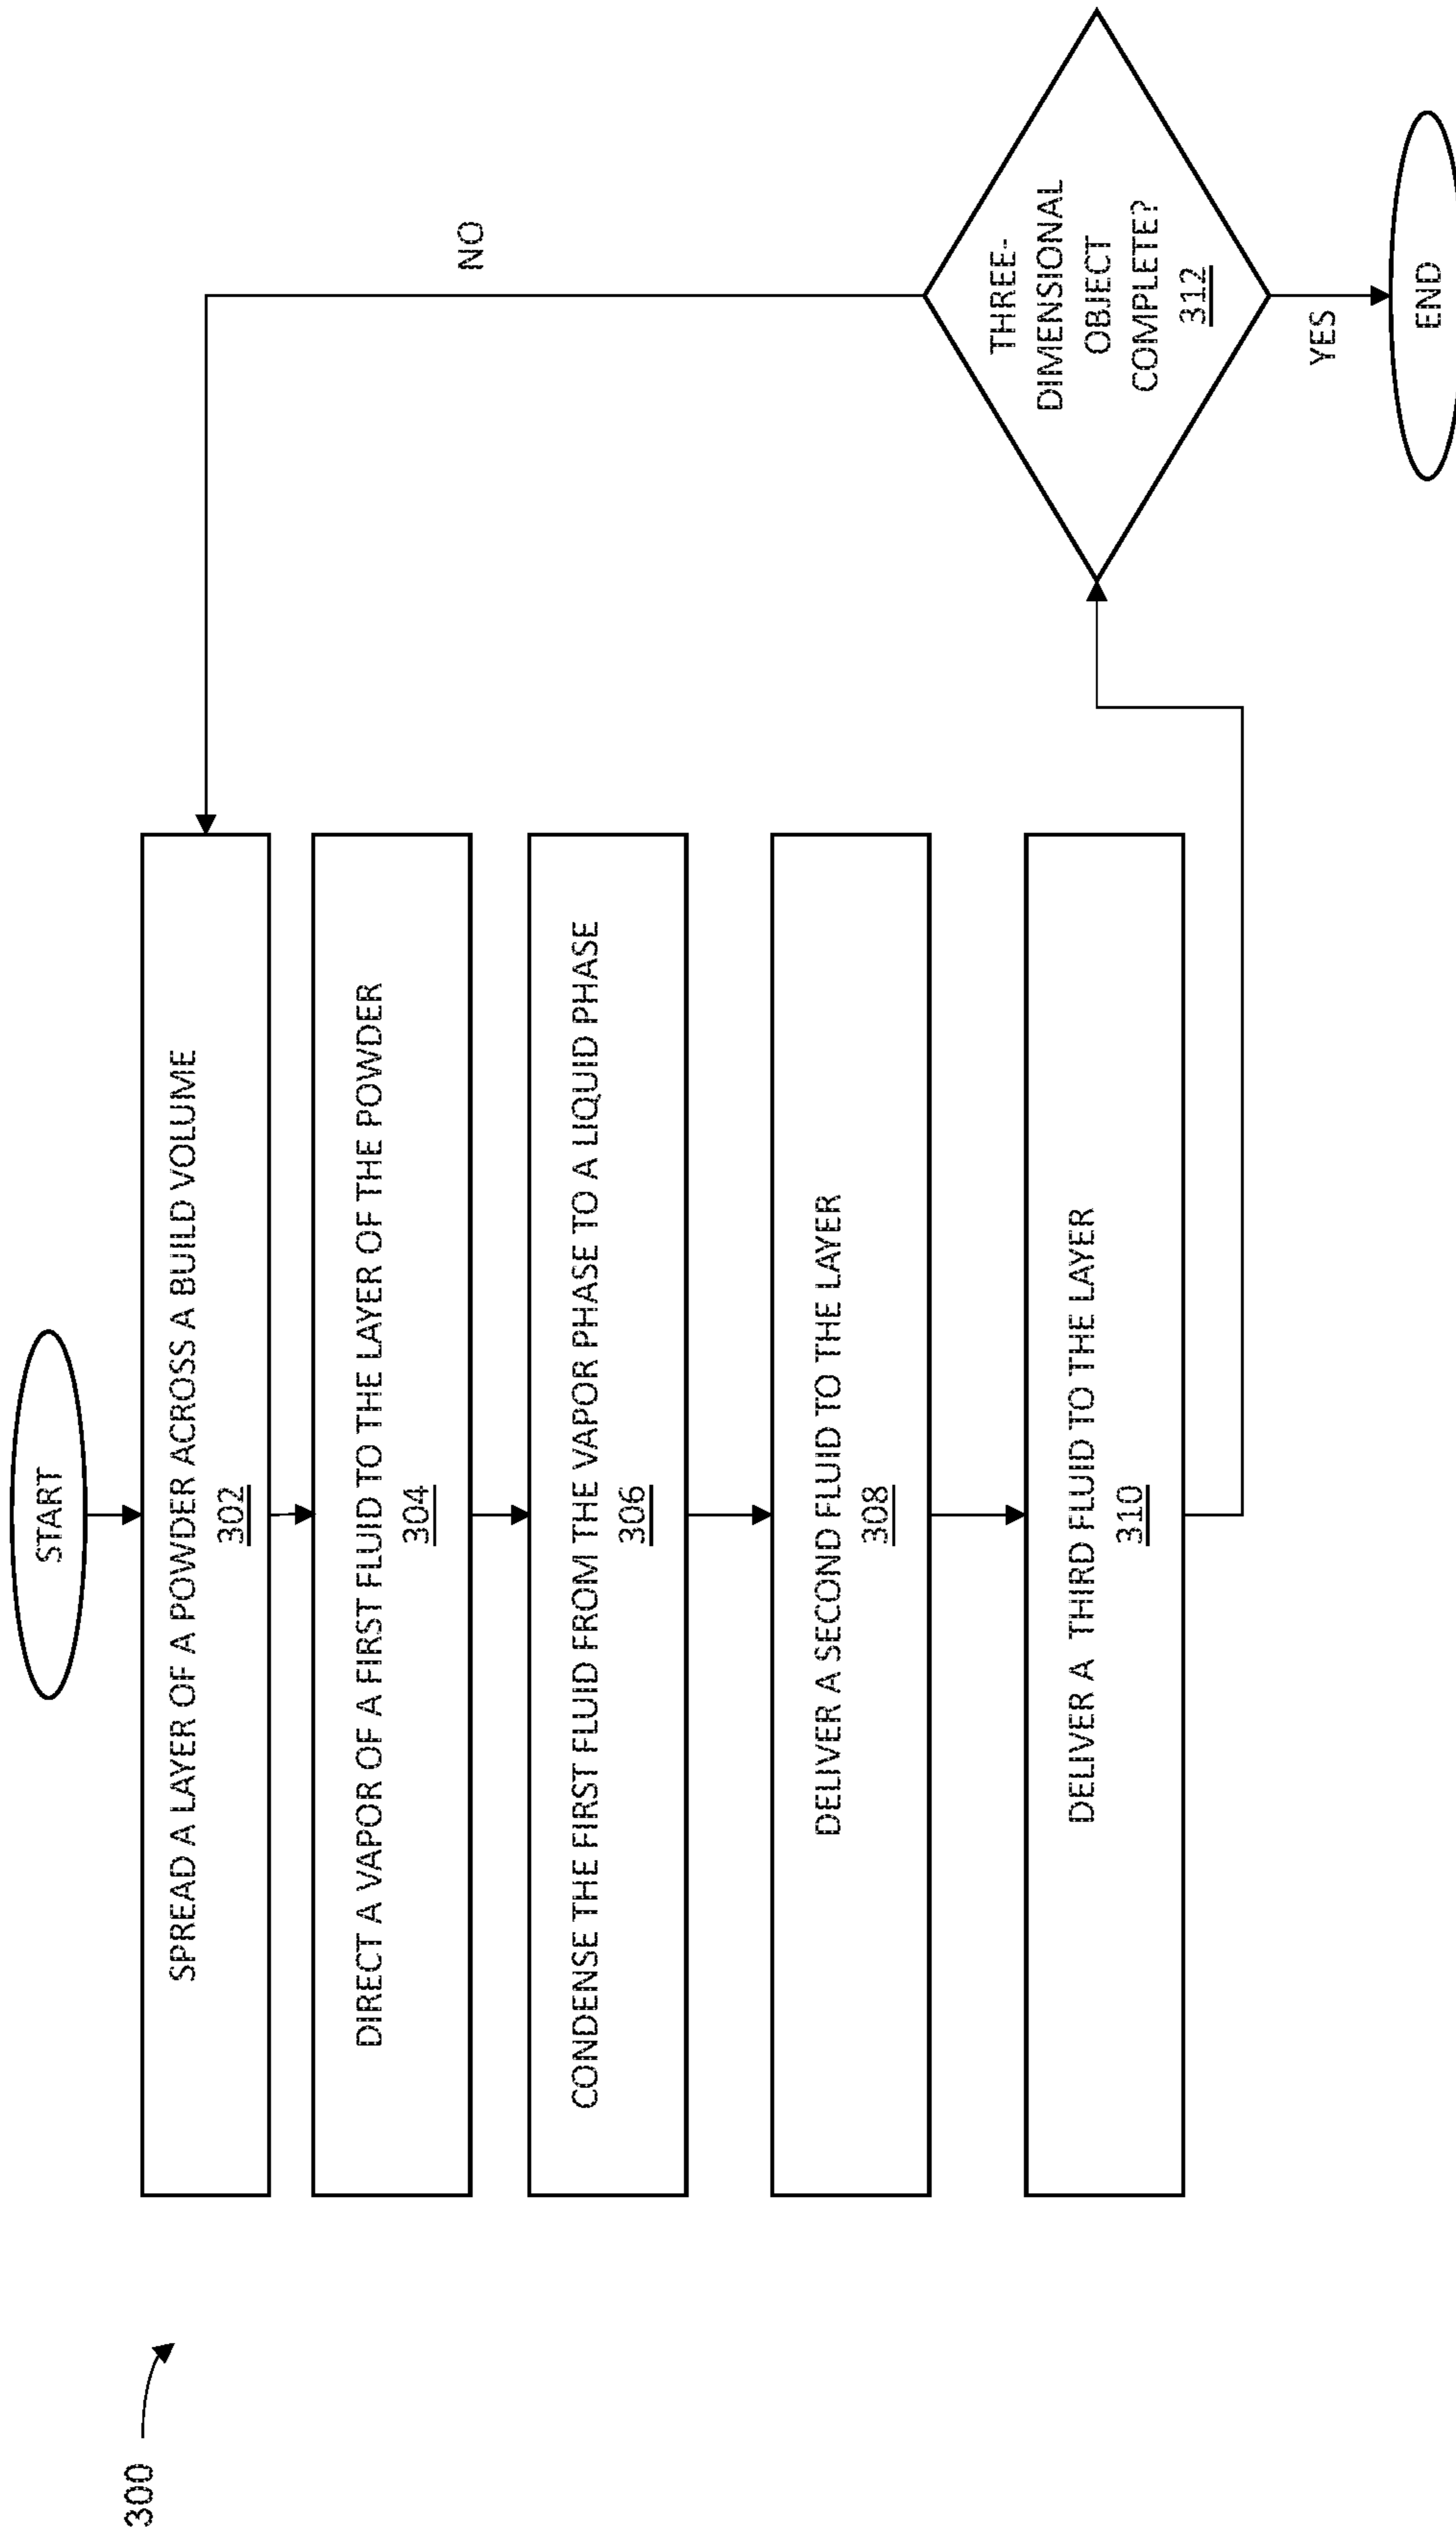 300
START
SPREAD A LAYER OF A POWDER ACROSS A BUILD VOLUME
302
DIRECT A VAPOR OF A FIRST FLUID TO THE LAYER OF THE POWDER
304
CONDENSE THE FIRST FLUID FROM THE VAPOR PHASE TO A LIQUID PHASE
306
DELIVER A SECOND FLUID TO THE LAYER
308
DELIVER A THIRD FLUID TO THE LAYER
310
NO
THREE-
DIMENSIONAL
OBJECT
COMPLETE?
312
YES
END